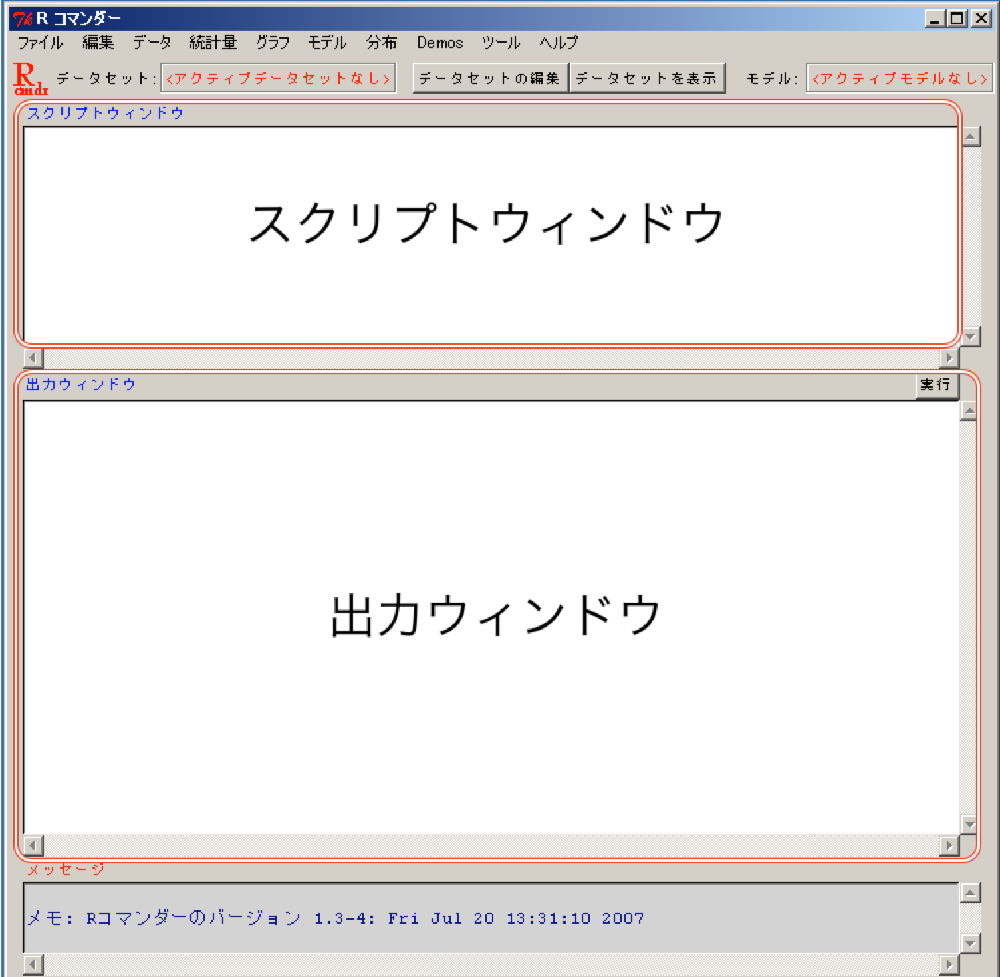 R コマンダー
ファイル 編集 データ 統計量 グラフ モデル 分布 Demos ツール ヘルプ
R cmdr データセット: <アクティブデータセットなし> データセットの編集 データセットを表示 モデル: <アクティブモデルなし>
スクリプトウィンドウ
スクリプトウィンドウ
出力ウィンドウ 実行
出力ウィンドウ
メッセージ
メモ: Rコマンダーのバージョン 1.3-4: Fri Jul 20 13:31:10 2007